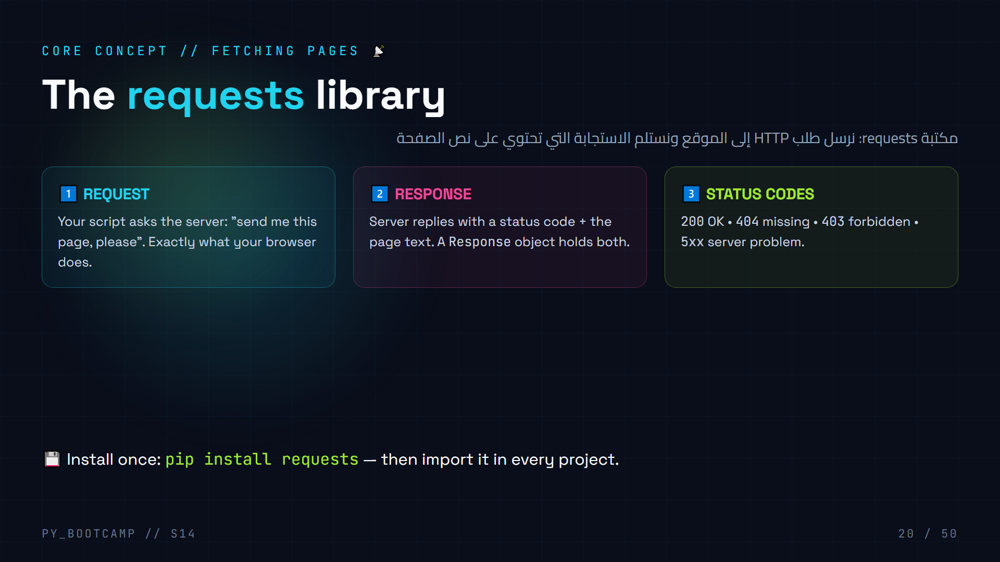 CORE CONCEPT // FETCHING PAGES 📡
The requests library
مكتبة requests: نرسل طلب HTTP إلى الموقع ونستلم الاستجابة التي تحتوي على نص الصفحة
1️⃣ REQUEST
Your script asks the server: ”send me this
page, please”. Exactly what your browser
does.
2️⃣ RESPONSE
Server replies with a status code + the
page text. A Response object holds both.
3️⃣ STATUS CODES
200 OK • 404 missing • 403 forbidden •
5xx server problem.
💾 Install once: pip install requests — then import it in every project.
PY_BOOTCAMP // S14
20 / 50